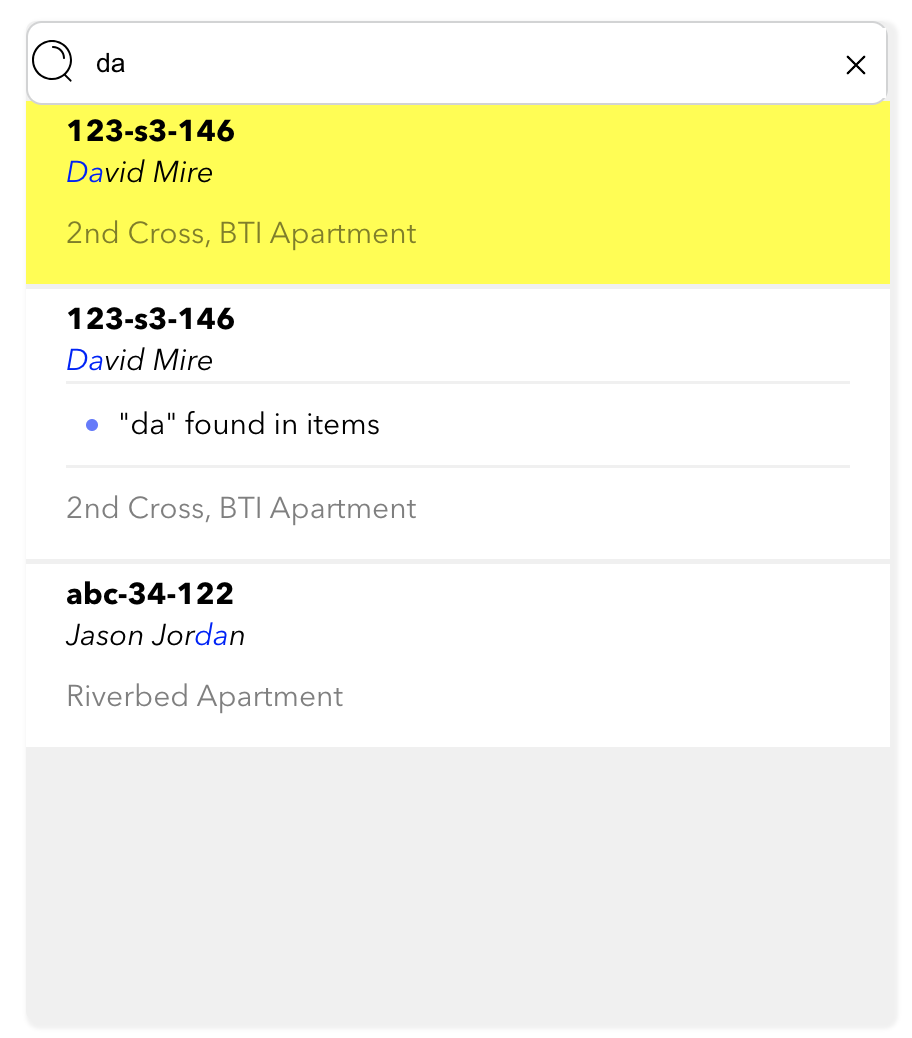 da
123-s3-146
David Mire
2nd Cross, BTI Apartment
123-s3-146
David Mire
"da" found in items
2nd Cross, BTI Apartment
abc-34-122
Jason Jordan
Riverbed Apartment